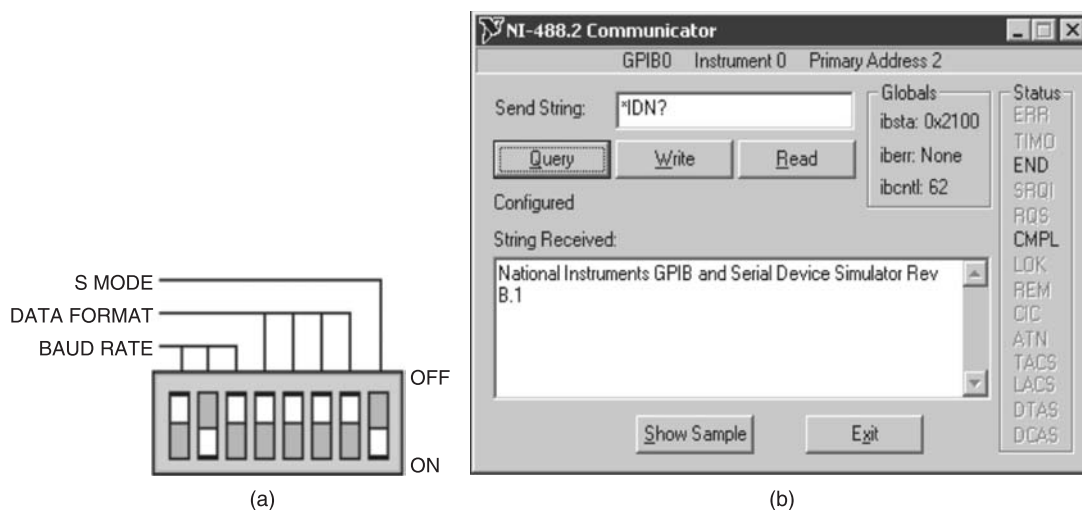 S MODE
DATA FORMAT
BAUD RATE
OFF
ON
(a)
NI-488.2 Communicator
GPIB0 Instrument 0 Primary Address 2
Send String:
*IDN?
Query Write Read
Configured
String Received:
National Instruments GPIB and Serial Device Simulator Rev
B.1
Show Sample Exit
Globals
ibsta: 0x2100
iberr: None
ibcntl: 62
Status
ERR
TIMO
END
SRQI
RQS
CMPL
LOK
REM
CIC
ATN
TACS
LACS
DTAS
DCAS
(b)